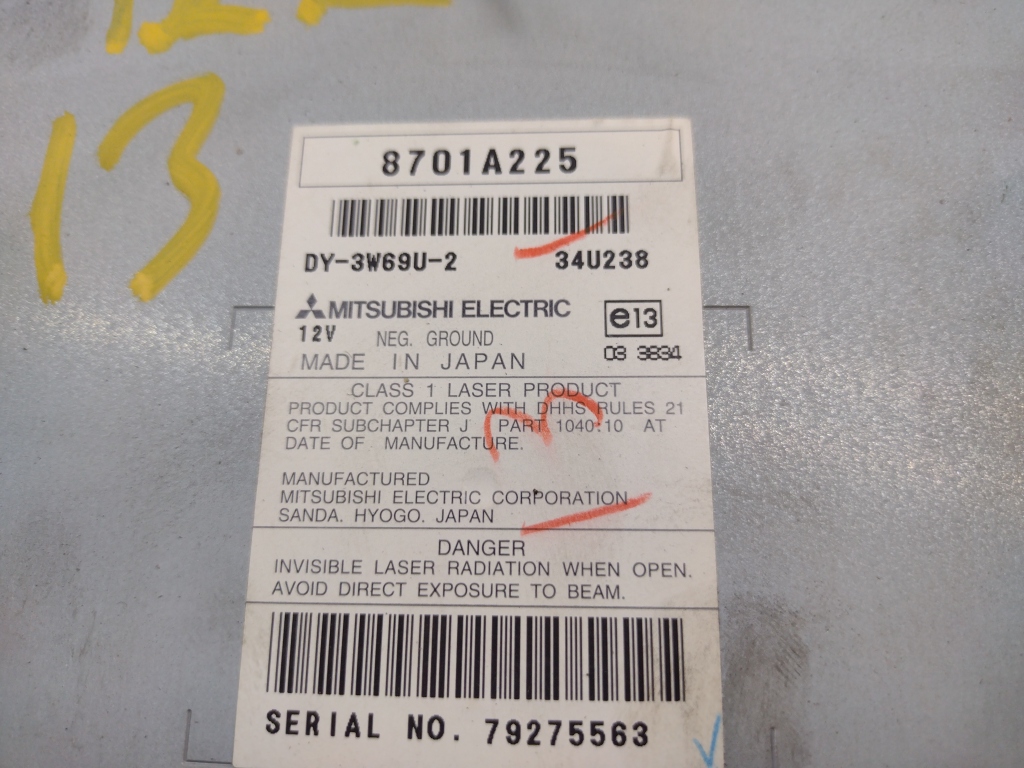 13
8701A225
DY-3W69U-2 34U238
MITSUBISHI ELECTRIC
e13
12V NEG. GROUND
03 3834
MADE IN JAPAN
CLASS 1 LASER PRODUCT
PRODUCT COMPLIES WITH DHHS RULES 21
CFR SUBCHAPTER J PART 1040.10 AT
DATE OF MANUFACTURE.
MANUFACTURED
MITSUBISHI ELECTRIC CORPORATION
SANDA. HYOGO. JAPAN
DANGER
INVISIBLE LASER RADIATION WHEN OPEN.
AVOID DIRECT EXPOSURE TO BEAM.
SERIAL NO. 79275563